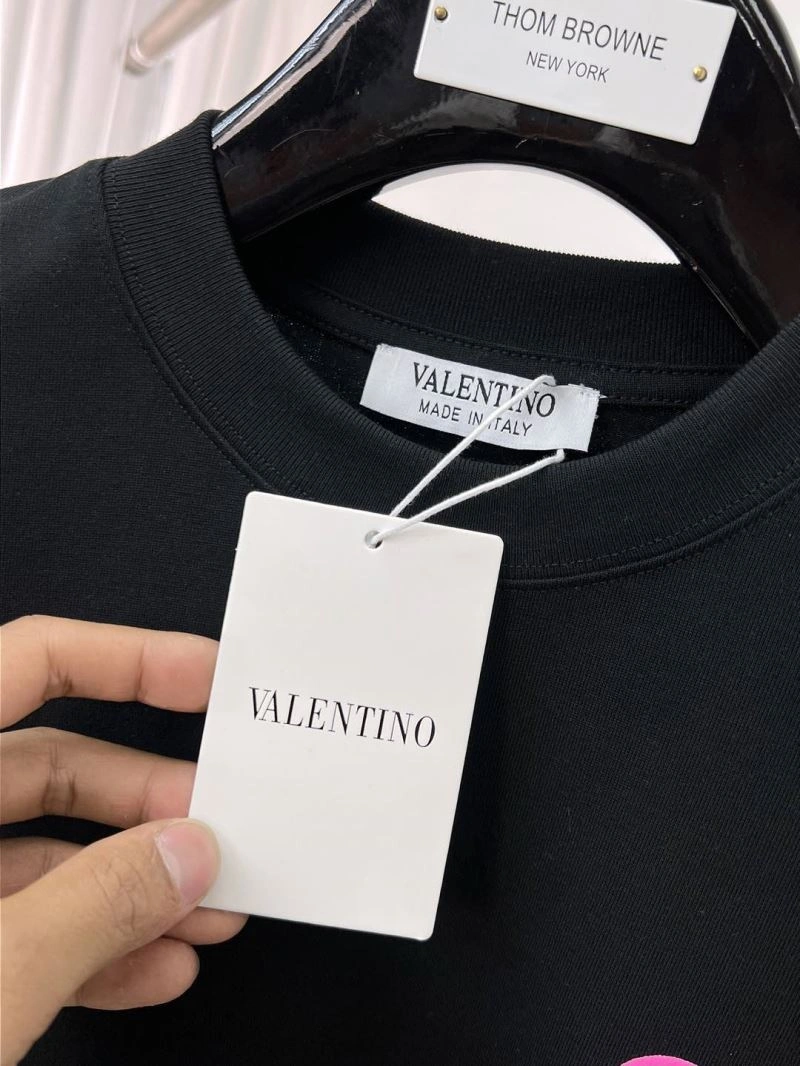 THOM BROWNE
NEW YORK
VALENTINO
MADE IN ITALY
VALENTINO